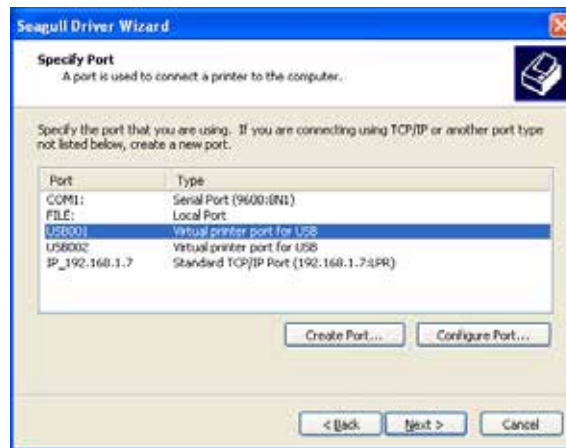 Seagull Driver Wizard
Specify Port
A port is used to connect a printer to the computer.
Specify the port that you are using. If you are connecting using TCP/IP or another port type
not listed below, create a new port.
Port Type
COM1: Serial Port (9600:8N1)
FILE: Local Port
USB001 Virtual printer port for USB
USB002 Virtual printer port for USB
IP_192.168.1.7 Standard TCP/IP Port (192.168.1.7:LPR)
Create Port... Configure Port...
< Back Next > Cancel